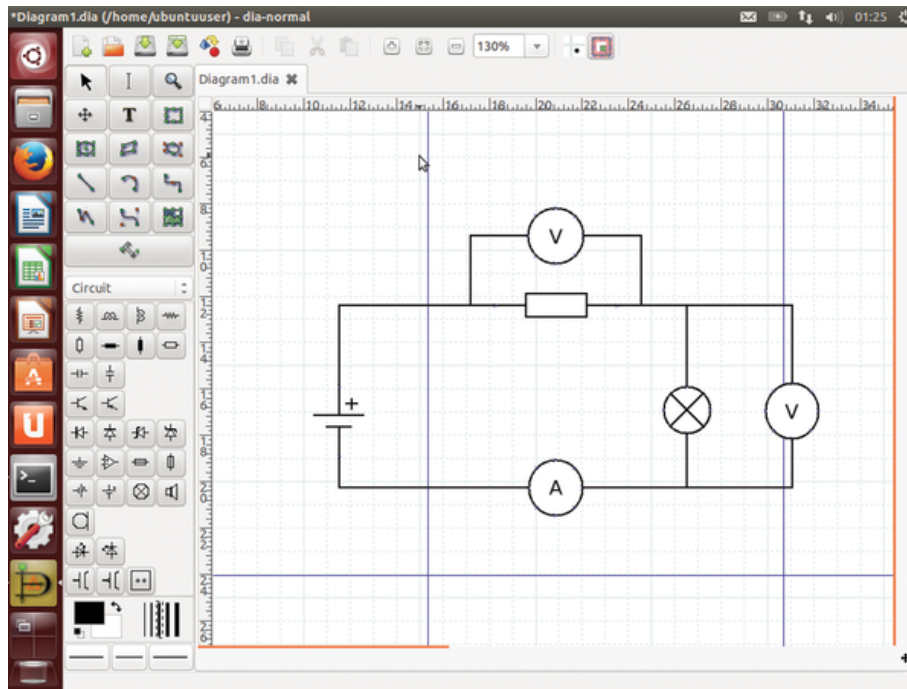 *Diagram1.dia (/home/ubuntuuser) - dia-normal
01:25
130%
Diagram1.dia
6 8 10 12 14 16 18 20 22 24 26 28 30 32 34
T
Circuit
8
V
+
V
A